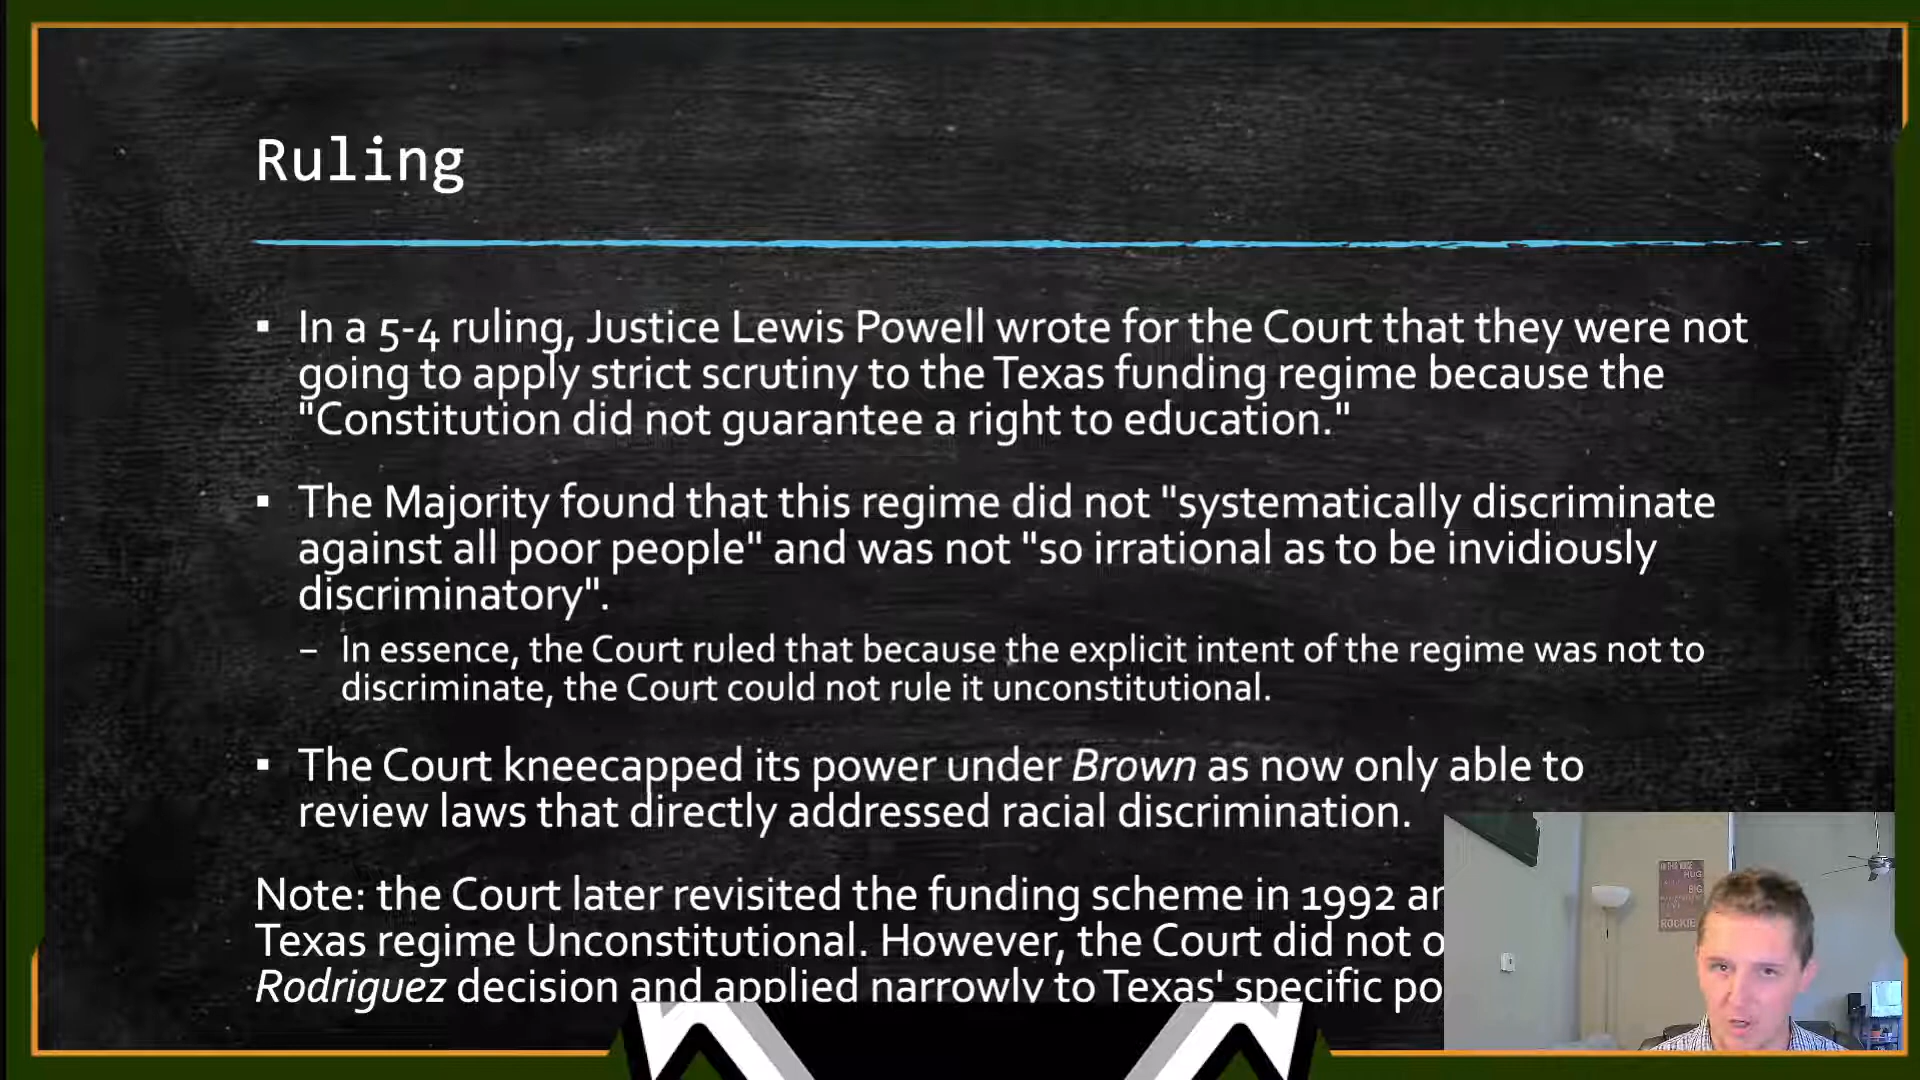 Ruling
▪ In a 5-4 ruling, Justice Lewis Powell wrote for the Court that they were not
going to apply strict scrutiny to the Texas funding regime because the
"Constitution did not guarantee a right to education."
▪ The Majority found that this regime did not "systematically discriminate
against all poor people" and was not "so irrational as to be invidiously
discriminatory".
– In essence, the Court ruled that because the explicit intent of the regime was not to
discriminate, the Court could not rule it unconstitutional.
▪ The Court kneecapped its power under Brown as now only able to
review laws that directly addressed racial discrimination.
Note: the Court later revisited the funding scheme in 1992
Texas regime Unconstitutional. However, the Court did not
Rodriguez decision and applied narrowly to Texas' specific
HUG
BIG
ROCKIE